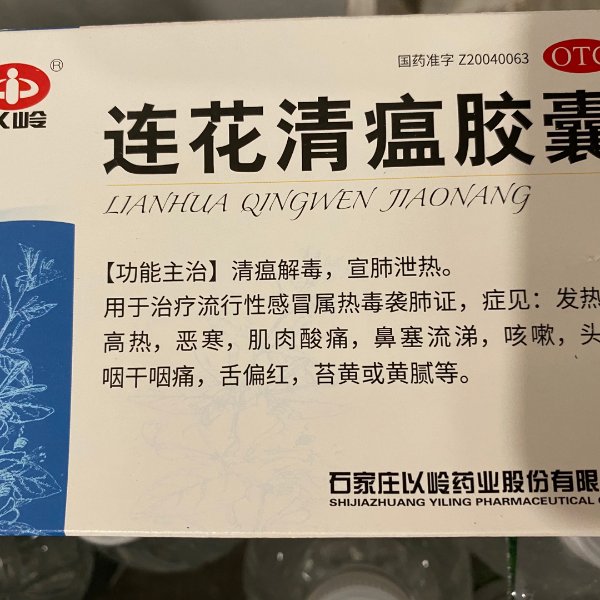 国药准字 Z20040063
OTC
®
以岭
连花清瘟胶囊
LIANHUA QINGWEN JIAONANG
【功能主治】清瘟解毒，宣肺泄热。
用于治疗流行性感冒属热毒袭肺证，症见：发热
高热，恶寒，肌肉酸痛，鼻塞流涕，咳嗽，头
咽干咽痛，舌偏红，苔黄或黄腻等。
石家庄以岭药业股份有限
SHIJIAZHUANG YILING PHARMACEUTICAL